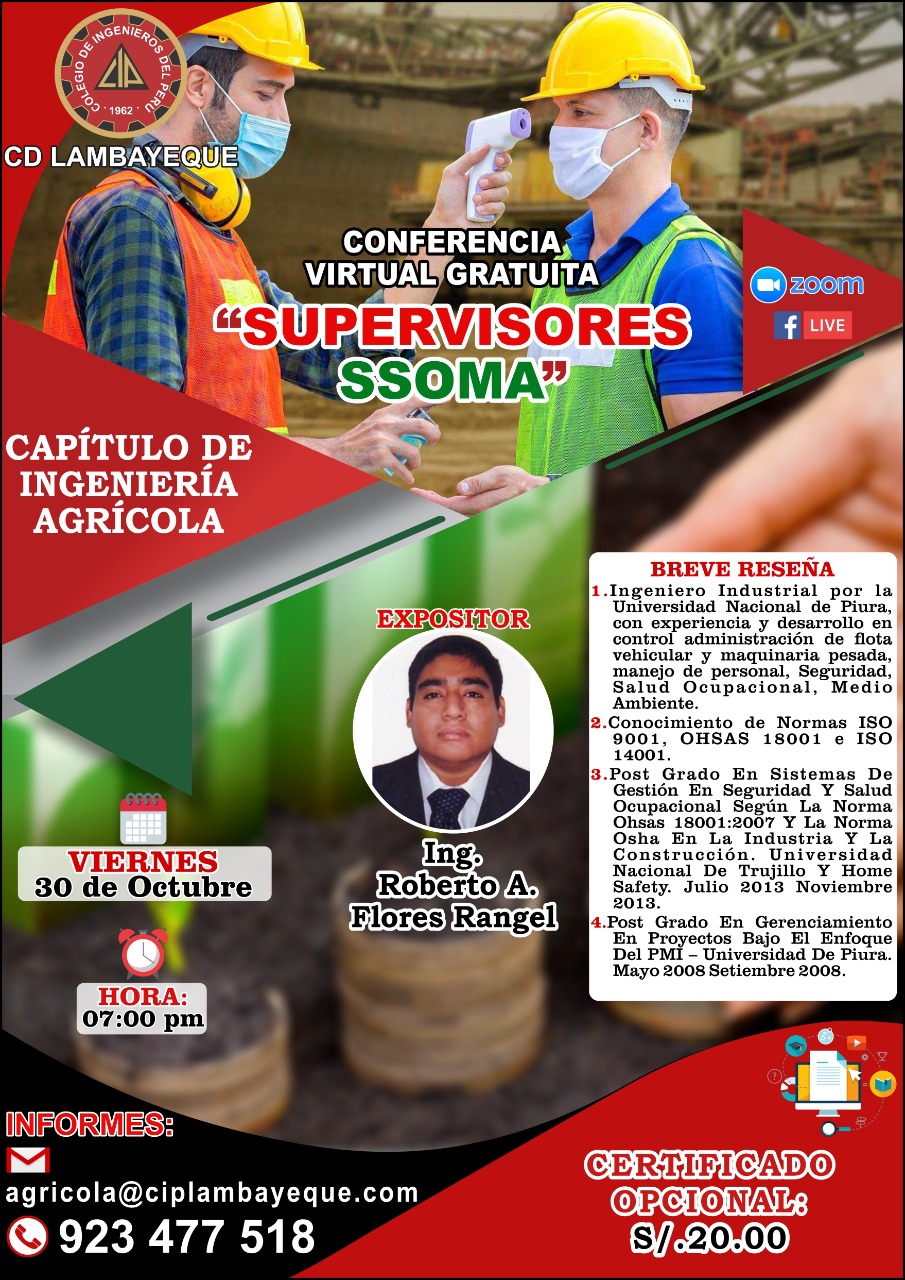 COLEGIO DE INGENIEROS DEL PERU
CIP
· 1962 ·
CD LAMBAYEQUE
CONFERENCIA
VIRTUAL GRATUITA
“SUPERVISORES
SSOMA”
zoom
f LIVE
CAPÍTULO DE
INGENIERÍA
AGRÍCOLA
EXPOSITOR
Ing.
Roberto A.
Flores Rangel
BREVE RESEÑA
1.Ingeniero Industrial por la
Universidad Nacional de Piura,
con experiencia y desarrollo en
control administración de flota
vehicular y maquinaria pesada,
manejo de personal, Seguridad,
Salud Ocupacional, Medio
Ambiente.
2.Conocimiento de Normas ISO
9001, OHSAS 18001 e ISO
14001.
3.Post Grado En Sistemas De
Gestión En Seguridad Y Salud
Ocupacional Según La Norma
Ohsas 18001:2007 Y La Norma
Osha En La Industria Y La
Construcción. Universidad
Nacional De Trujillo Y Home
Safety. Julio 2013 Noviembre
2013.
4.Post Grado En Gerenciamiento
En Proyectos Bajo El Enfoque
Del PMI – Universidad De Piura.
Mayo 2008 Setiembre 2008.
VIERNES
30 de Octubre
HORA:
07:00 pm
INFORMES:
agricola@ciplambayeque.com
923 477 518
CERTIFICADO
OPCIONAL:
S/.20.00